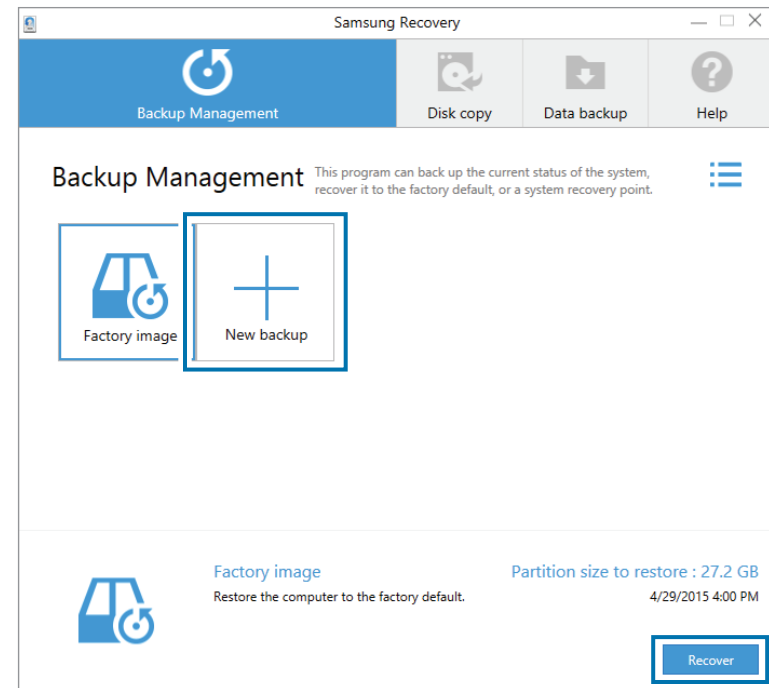 Samsung Recovery
Backup Management
Disk copy
Data backup
Help
Backup Management
This program can back up the current status of the system,
recover it to the factory default, or a system recovery point.
Factory image
New backup
Factory image
Partition size to restore : 27.2 GB
Restore the computer to the factory default.
4/29/2015 4:00 PM
Recover